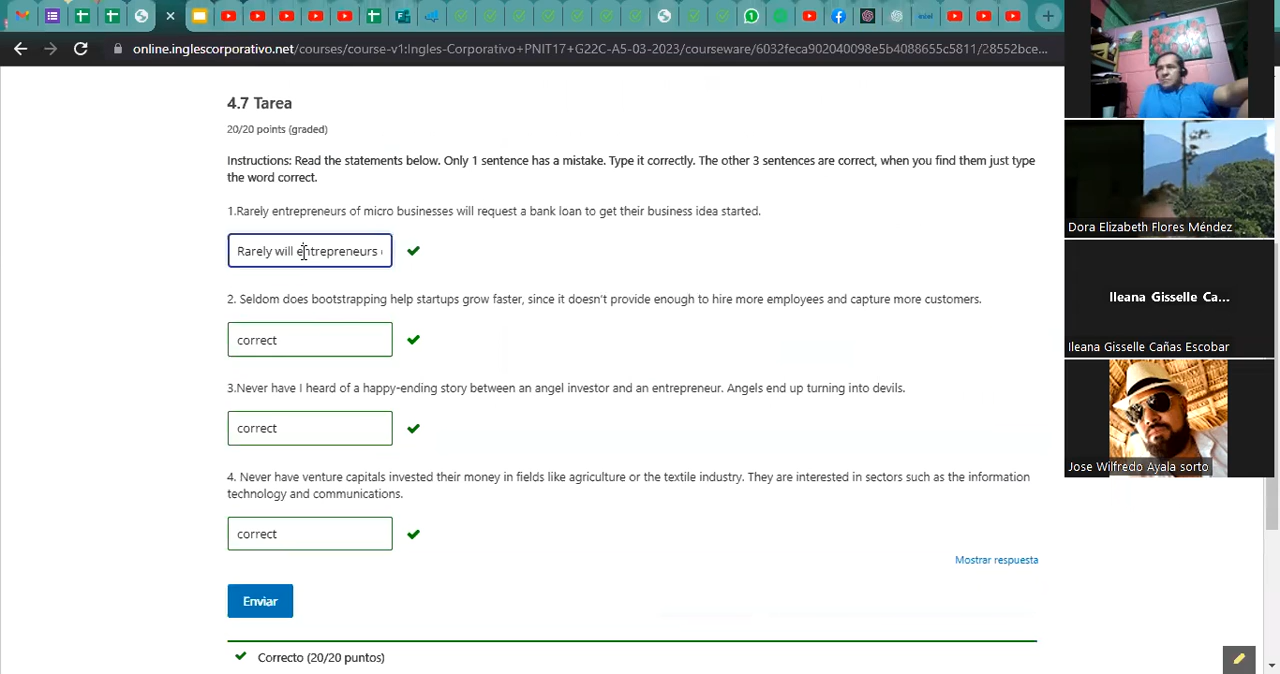 online.inglescorporativo.net/courses/course-v1:Ingles-Corporativo+PNIT17+G22C-A5-03-2023/courseware/6032feca902040098e5b4088655c5811/28552bce...
4.7 Tarea
20/20 points (graded)
Instructions: Read the statements below. Only 1 sentence has a mistake. Type it correctly. The other 3 sentences are correct, when you find them just type
the word correct.
1.Rarely entrepreneurs of micro businesses will request a bank loan to get their business idea started.
Rarely will entrepreneurs
2. Seldom does bootstrapping help startups grow faster, since it doesn't provide enough to hire more employees and capture more customers.
correct
3.Never have I heard of a happy-ending story between an angel investor and an entrepreneur. Angels end up turning into devils.
correct
4. Never have venture capitals invested their money in fields like agriculture or the textile industry. They are interested in sectors such as the information
technology and communications.
correct
Mostrar respuesta
Enviar
Correcto (20/20 puntos)
Dora Elizabeth Flores Méndez
Ileana Gisselle Ca...
Ileana Gisselle Cañas Escobar
Jose Wilfredo Ayala sorto